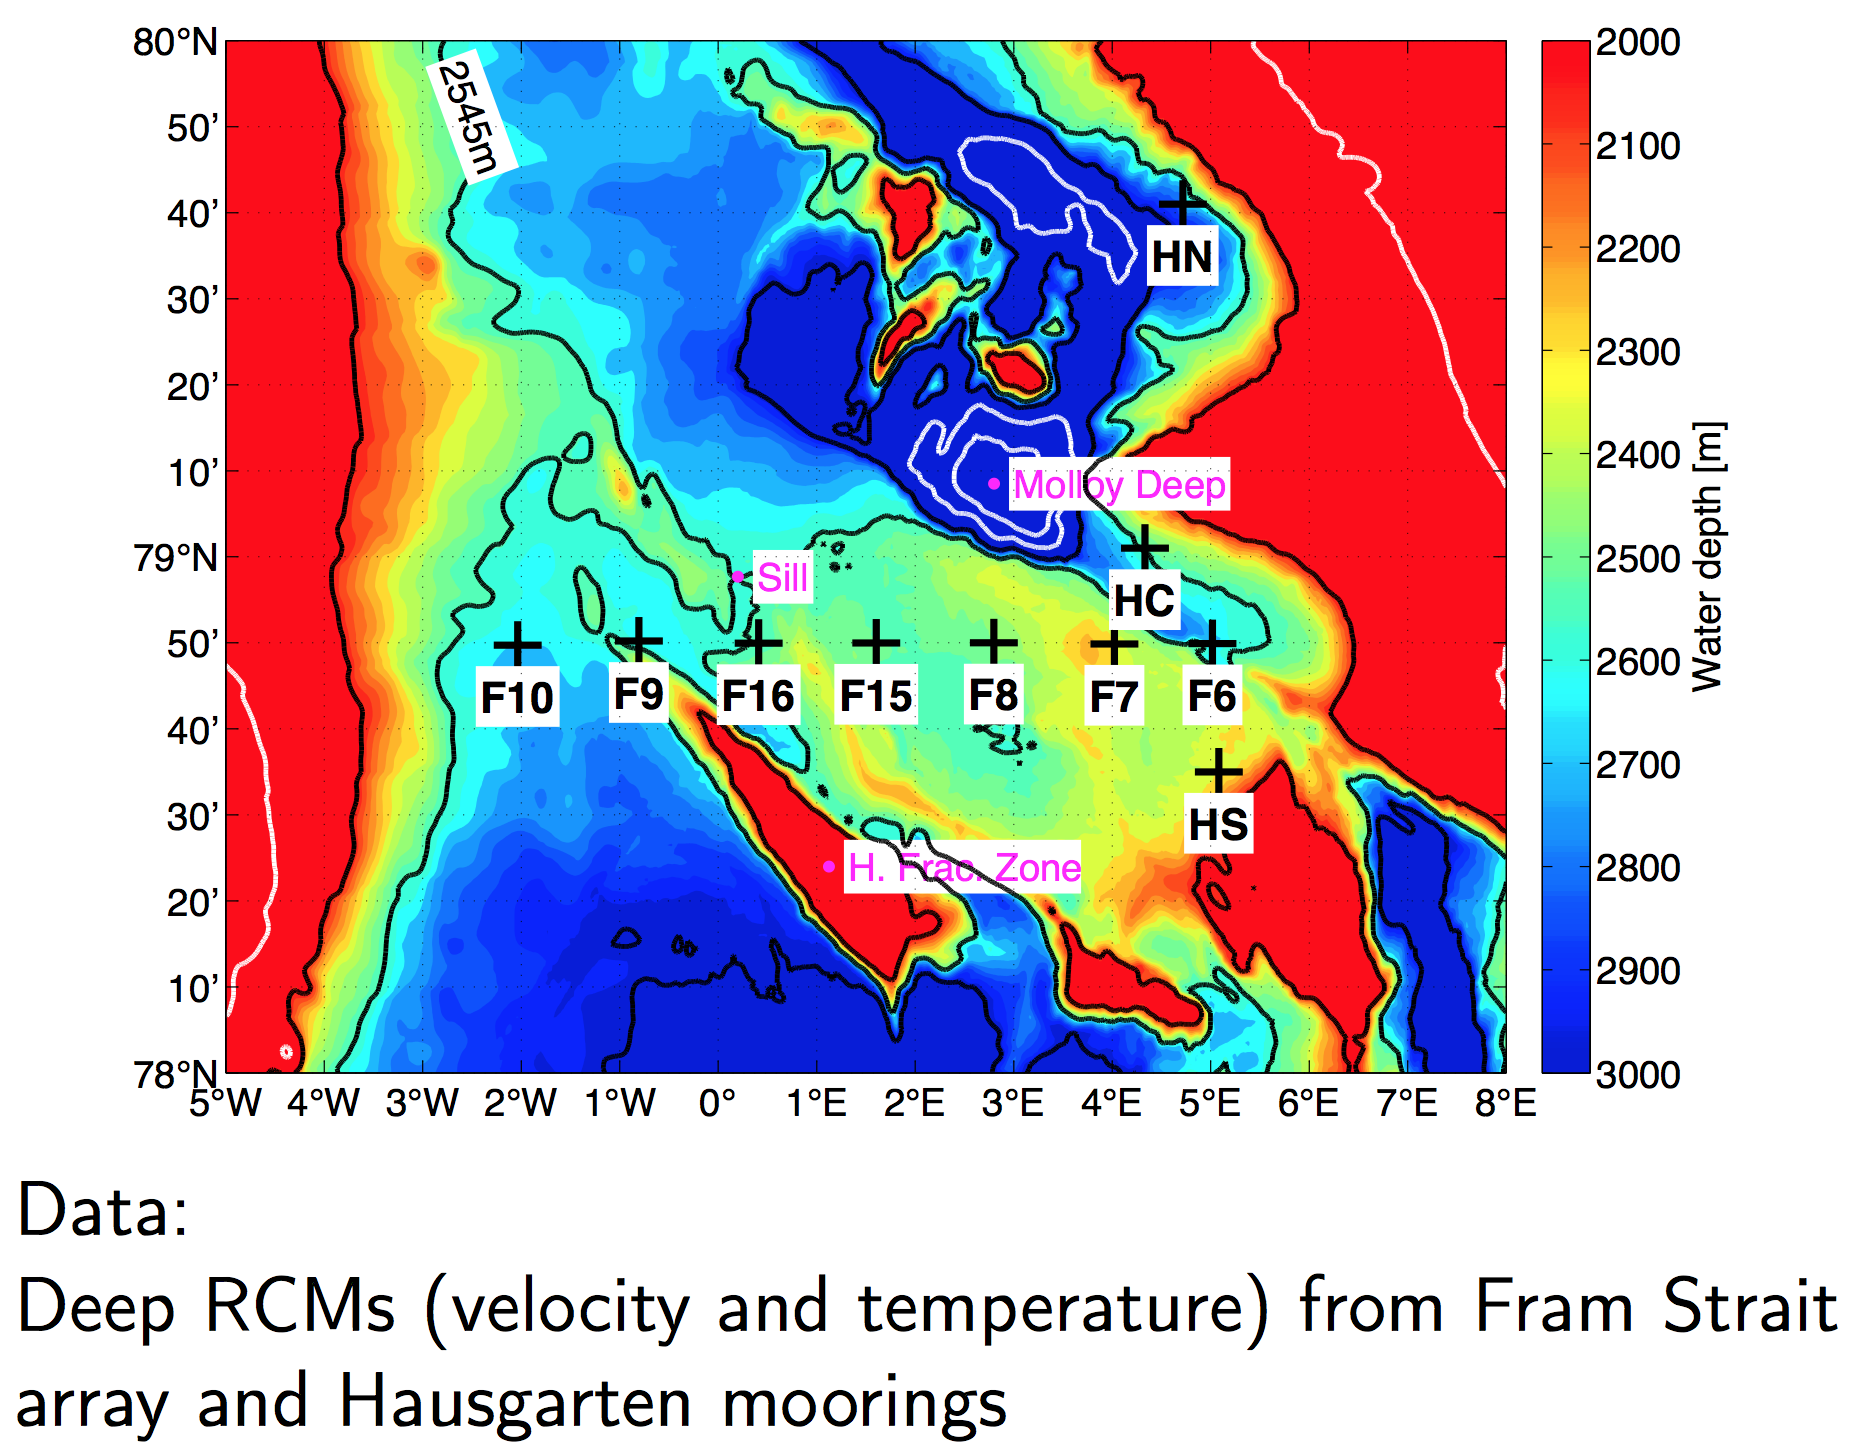 80°N
50’
40’
30’
20’
10’
79°N
50’
40’
30’
20’
10’
78°N
5°W 4°W 3°W 2°W 1°W 0° 1°E 2°E 3°E 4°E 5°E 6°E 7°E 8°E
2545m
HN
Molloy Deep
Sill
HC
F10 F9 F16 F15 F8 F7 F6
HS
H. Frac. Zone
2000
2100
2200
2300
2400
2500
2600
2700
2800
2900
3000
Water depth [m]
Data:
Deep RCMs (velocity and temperature) from Fram Strait
array and Hausgarten moorings